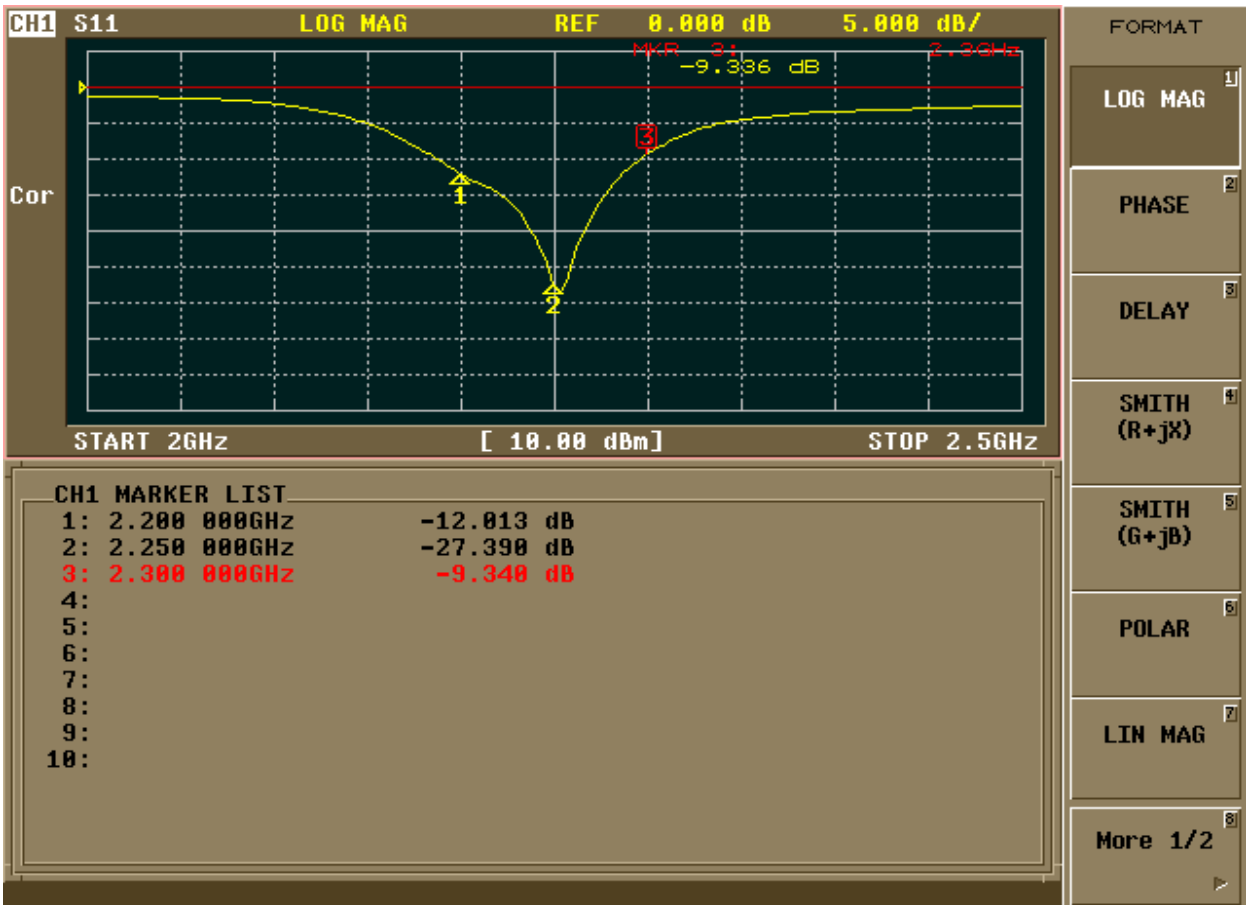 CH1 S11 LOG MAG REF 0.000 dB 5.000 dB/
MKR 3: 2.3GHz
-9.336 dB
3
1
2
Cor
START 2GHz [ 10.00 dBm] STOP 2.5GHz
CH1 MARKER LIST
1: 2.200 000GHz -12.013 dB
2: 2.250 000GHz -27.390 dB
3: 2.300 000GHz -9.340 dB
4:
5:
6:
7:
8:
9:
10:
FORMAT
1
LOG MAG
2
PHASE
3
DELAY
4
SMITH
(R+jX)
5
SMITH
(G+jB)
6
POLAR
7
LIN MAG
8
More 1/2